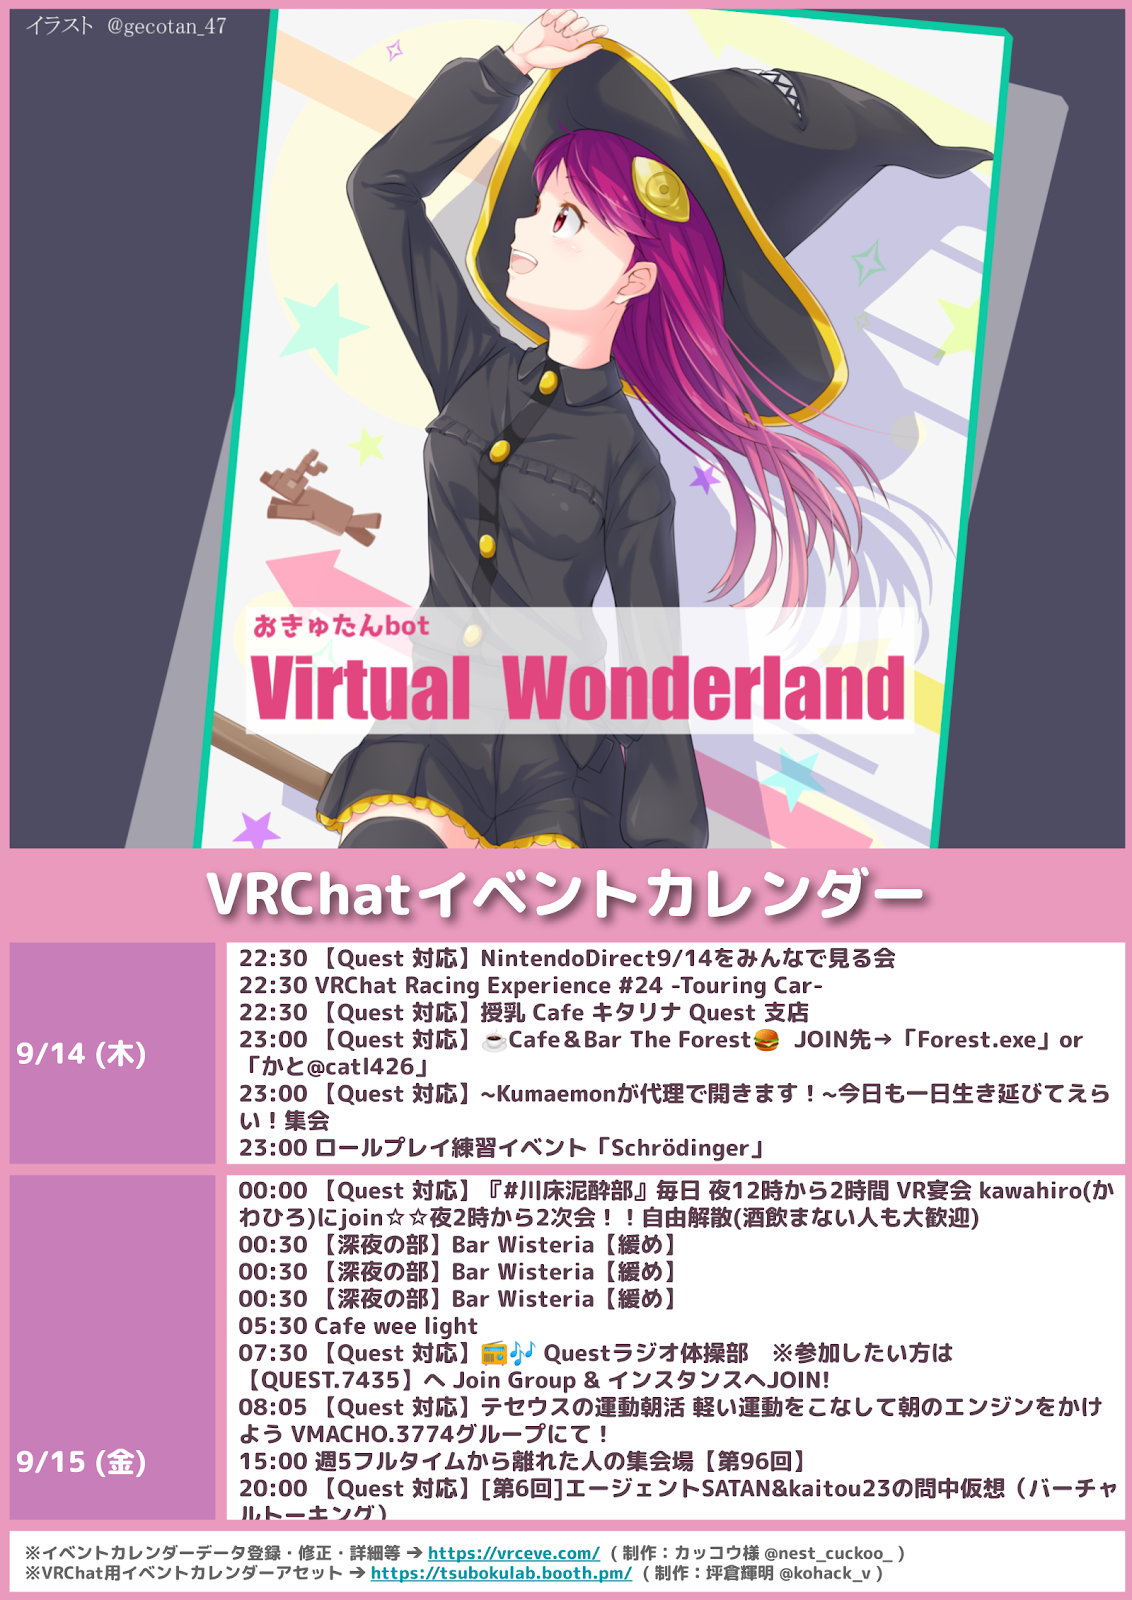 イラスト @gecotan_47
おきゅたんbot
Virtual Wonderland
VRChatイベントカレンダー
9/14 (木)
22:30 【Quest 対応】NintendoDirect9/14をみんなで見る会
22:30 VRChat Racing Experience #24 -Touring Car-
22:30 【Quest 対応】授乳 Cafe キタリナ Quest 支店
23:00 【Quest 対応】☕Cafe＆Bar The Forest🍔 JOIN先→「Forest.exe」or
「かと@catl426」
23:00 【Quest 対応】~Kumaemonが代理で開きます！~今日も一日生き延びてえら
い！集会
23:00 ロールプレイ練習イベント「Schrödinger」
9/15 (金)
00:00 【Quest 対応】『#川床泥酔部』毎日 夜12時から2時間 VR宴会 kawahiro(か
わひろ)にjoin☆☆夜2時から2次会！！自由解散(酒飲まない人も大歓迎)
00:30 【深夜の部】Bar Wisteria【緩め】
00:30 【深夜の部】Bar Wisteria【緩め】
00:30 【深夜の部】Bar Wisteria【緩め】
05:30 Cafe wee light
07:30 【Quest 対応】📻🎶 Questラジオ体操部　※参加したい方は
【QUEST.7435】へ Join Group & インスタンスへJOIN!
08:05 【Quest 対応】テセウスの運動朝活 軽い運動をこなして朝のエンジンをかけ
よう VMACHO.3774グループにて！
15:00 週5フルタイムから離れた人の集会場【第96回】
20:00 【Quest 対応】[第6回]エージェントSATAN&kaitou23の問中仮想（バーチャ
ルトーキング）
※イベントカレンダーデータ登録・修正・詳細等 ➔ https://vrceve.com/ ( 制作：カッコウ様 @nest_cuckoo_ )
※VRChat用イベントカレンダーアセット ➔ https://tsubokulab.booth.pm/ ( 制作：坪倉輝明 @kohack_v )